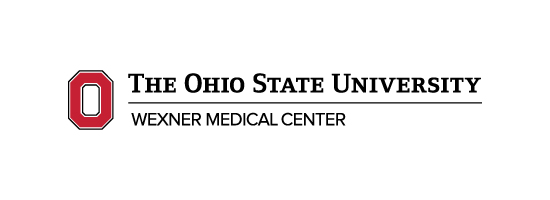 THE OHIO STATE UNIVERSITY
WEXNER MEDICAL CENTER